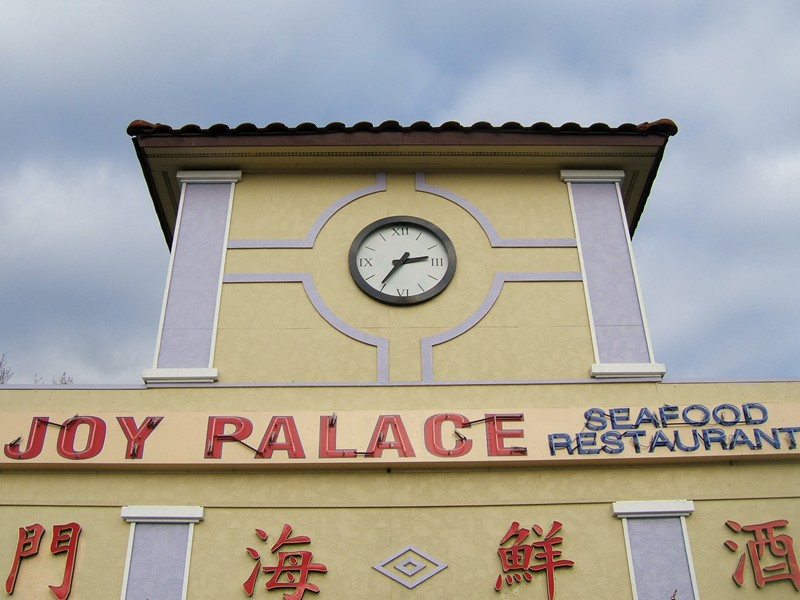 XII
III
VI
IX
JOY PALACE SEAFOOD
RESTAURANT
門 海 鮮 酒